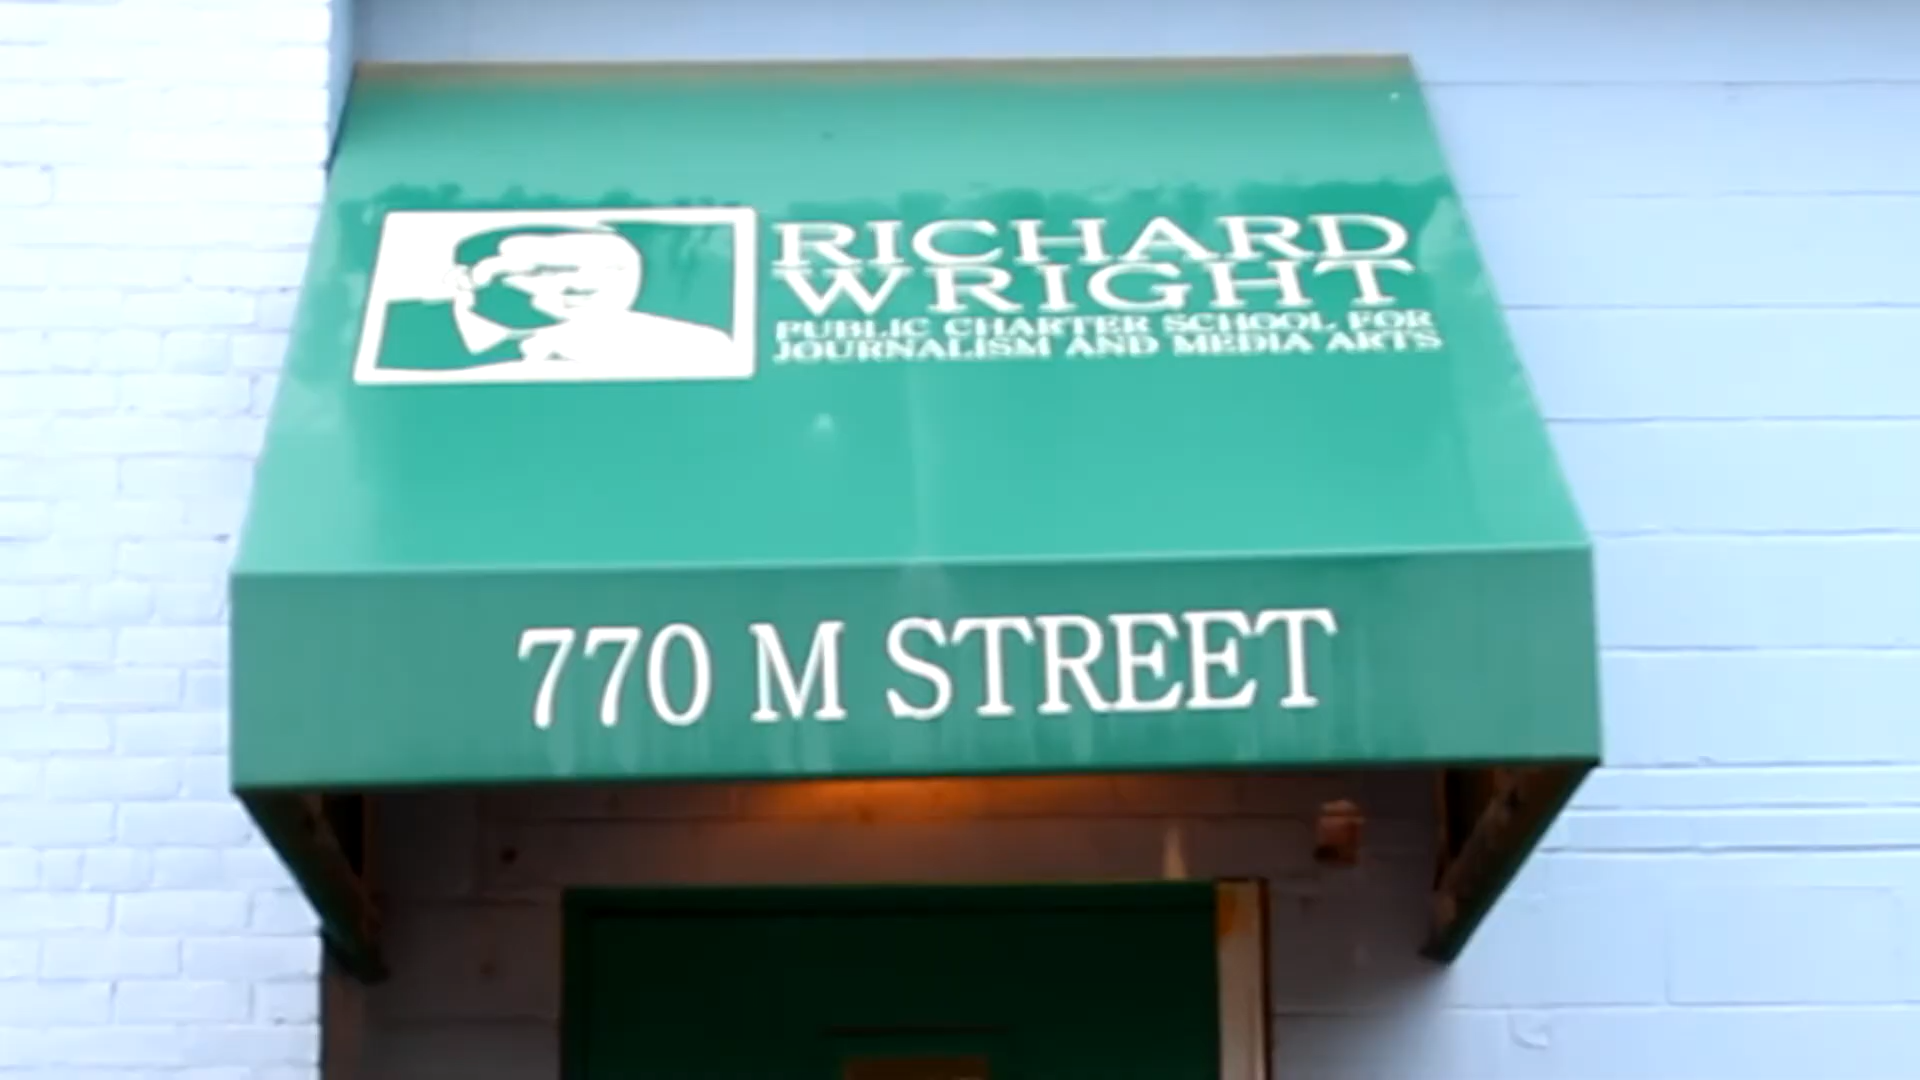 RICHARD
WRIGHT
PUBLIC CHARTER SCHOOL FOR
JOURNALISM AND MEDIA ARTS
770 M STREET